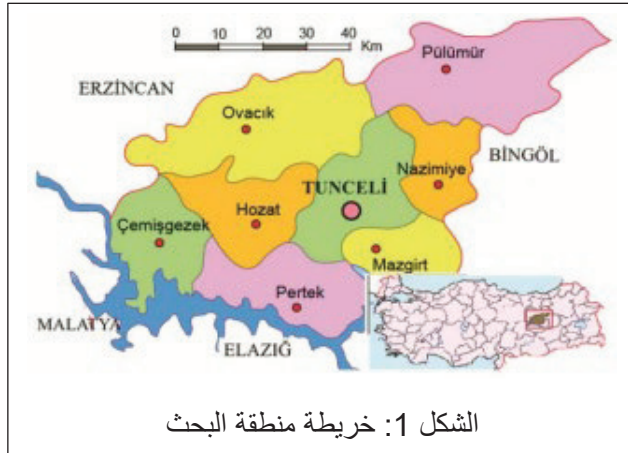 0 10 20 30 40
Km
Pülümür
ERZİNCAN
Ovacık
BİNGÖL
Nazimiye
TUNCELİ
Hozat
Çemişgezek
Mazgirt
Pertek
MALATYA
ELAZIĞ
الشكل 1: خريطة منطقة البحث